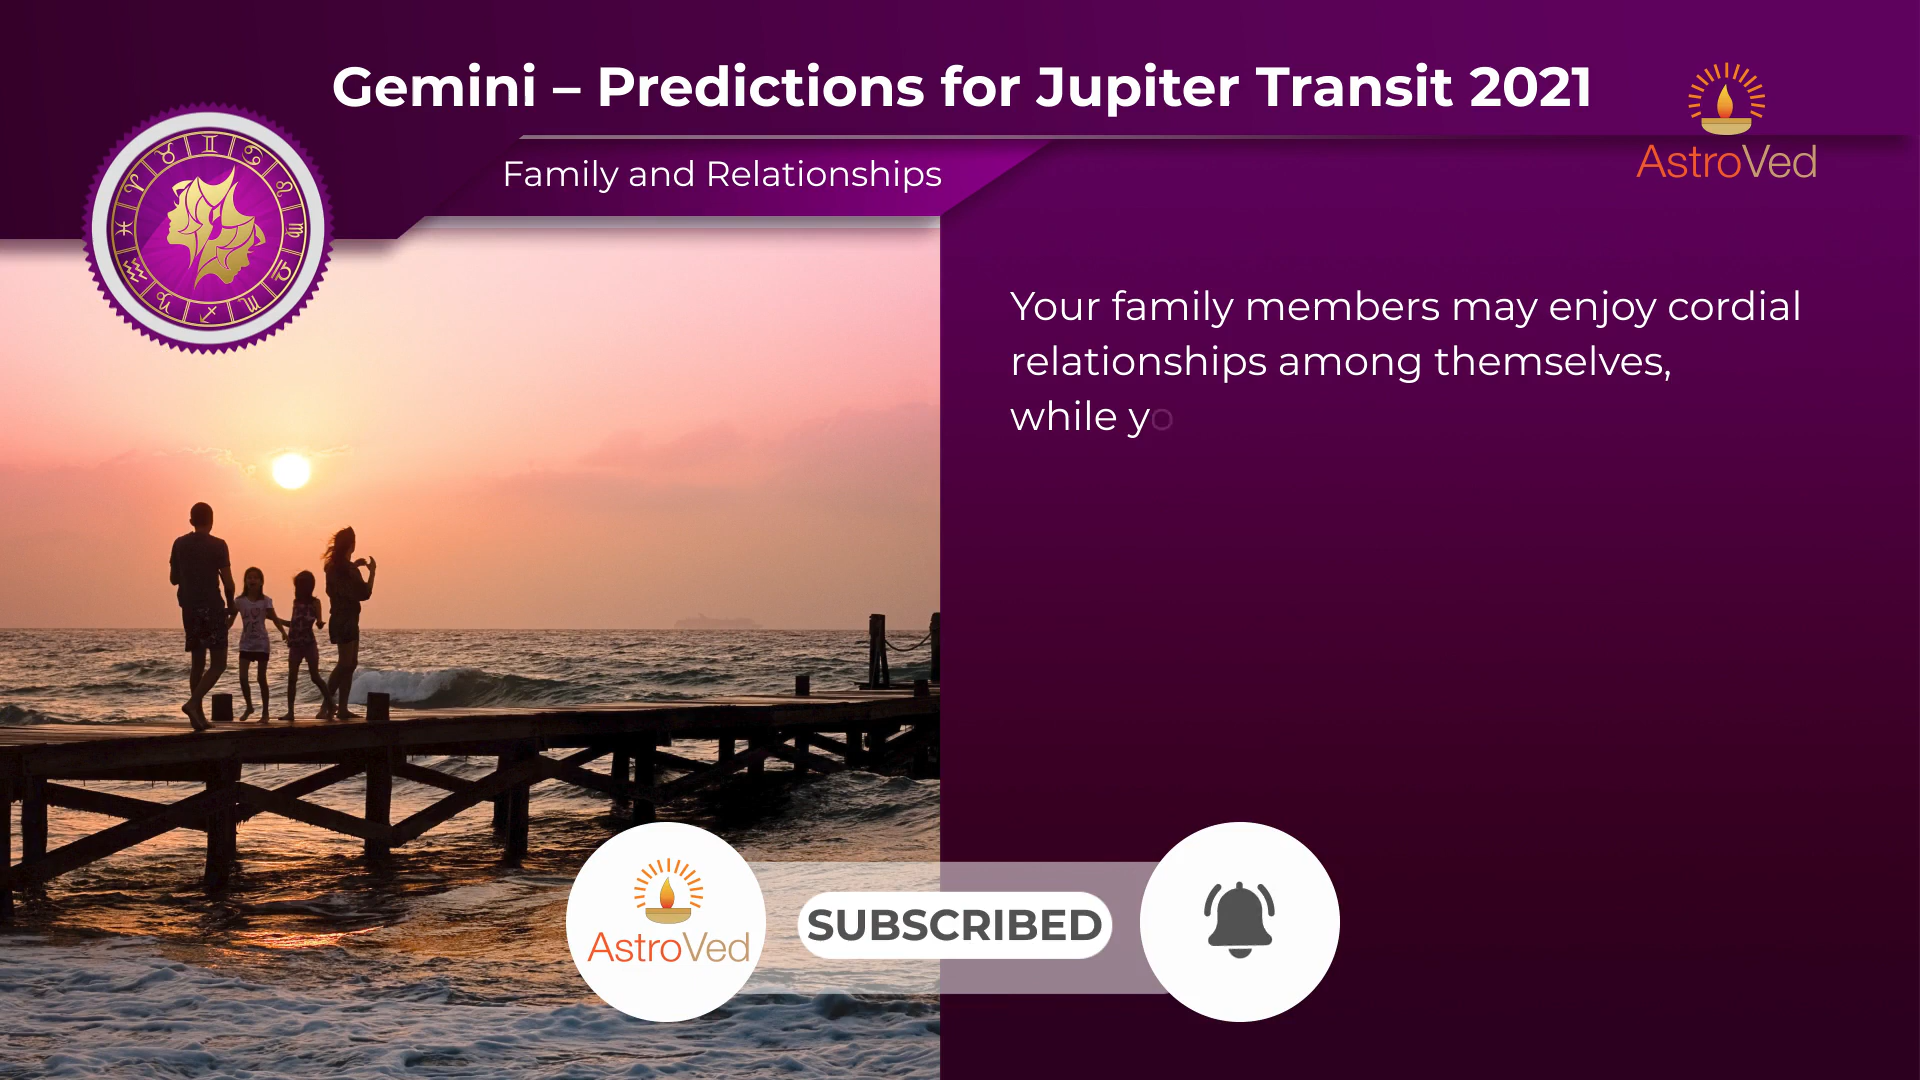 Gemini – Predictions for Jupiter Transit 2021
AstroVed
Family and Relationships
Your family members may enjoy cordial
relationships among themselves,
while yo
AstroVed
SUBSCRIBED